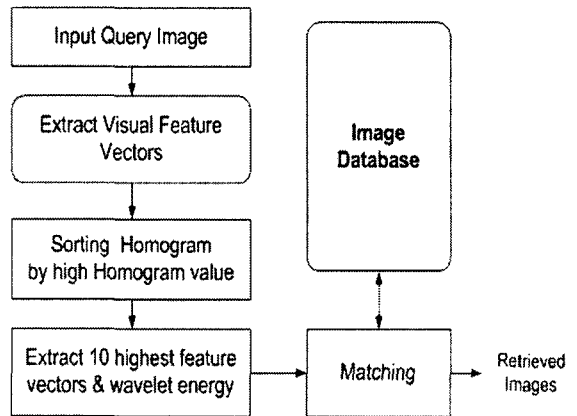 Input Query Image
Extract Visual Feature
Vectors
Sorting Homogram
by high Homogram value
Extract 10 highest feature
vectors & wavelet energy
Image
Database
Matching
Retrieved
Images